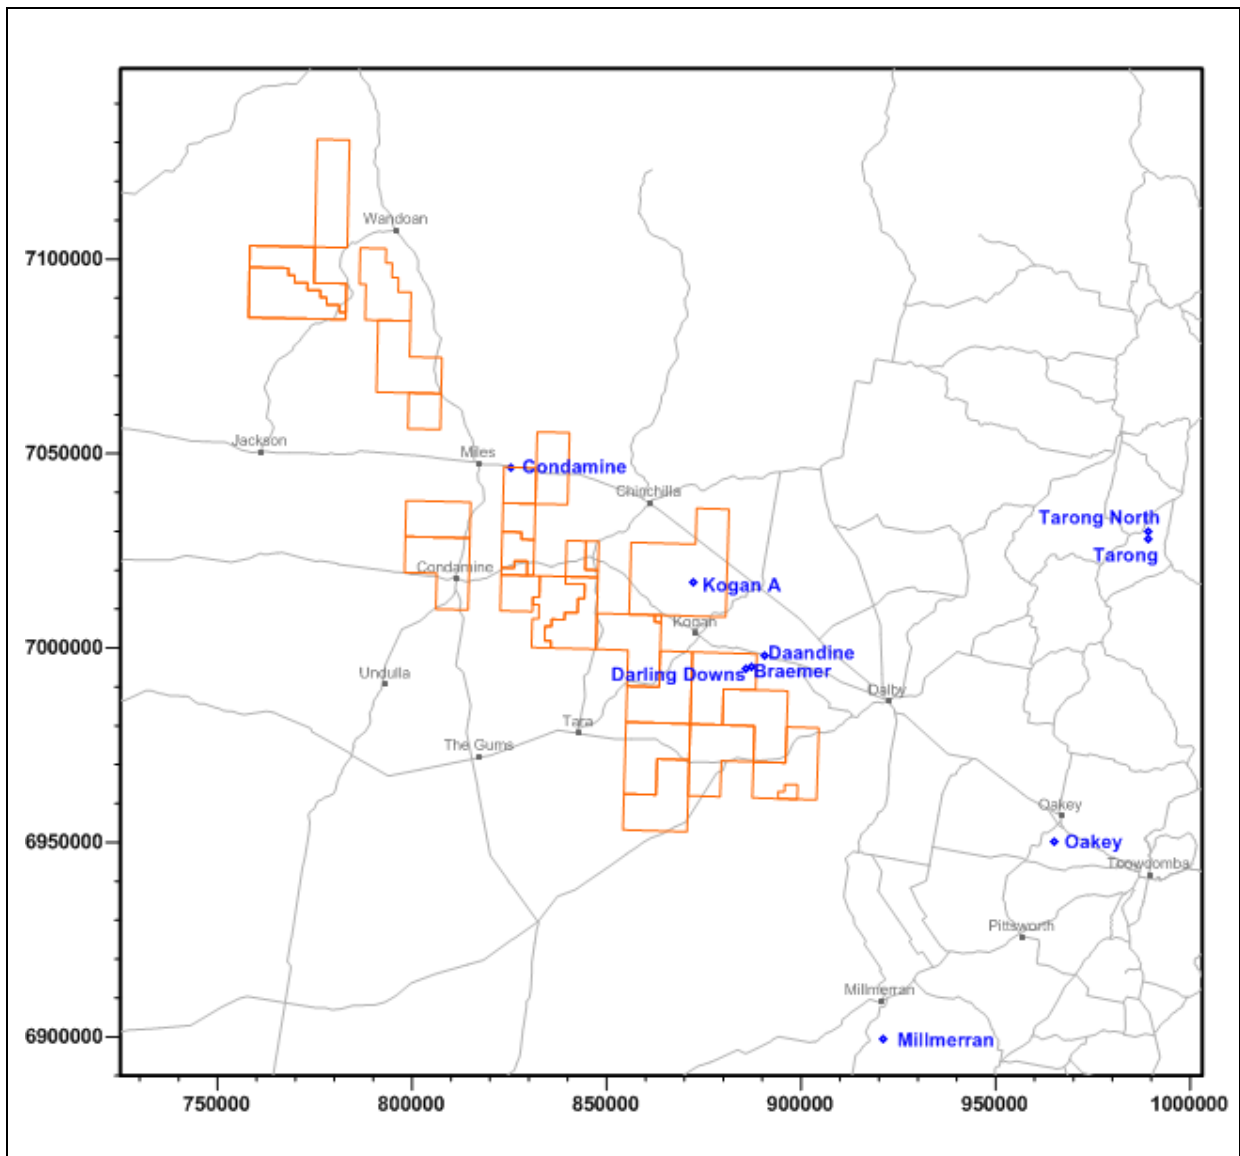 Wandoan
7100000
Jackson
7050000
Miles
Condamine
Chinchilla
Tarong North
Tarong
Condamine
Kogan A
Kogan
7000000
Daandine
Undulla
Darling Downs
Braemer
Dalby
Tara
The Gums
Oakey
6950000
Oakey
Toowoomba
Pittsworth
Millmerran
6900000
Millmerran
750000
800000
850000
900000
950000
1000000